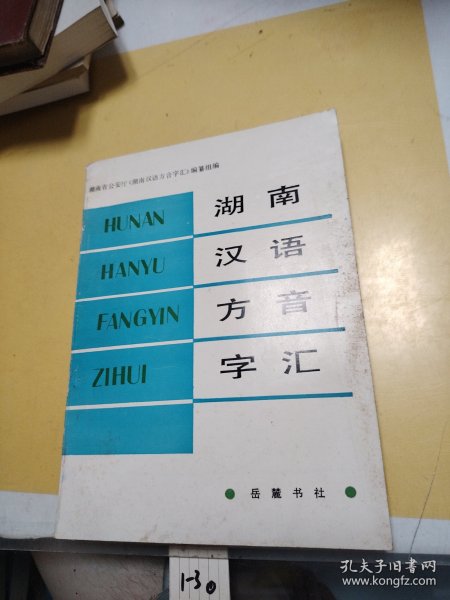 湖南省公安厅《湖南汉语方音字汇》编纂组编
HUNAN 湖南
HANYU 汉语
FANGYIN 方音
ZIHUI 字汇
岳麓书社
1-30
孔夫子旧书网
www.kongfz.com